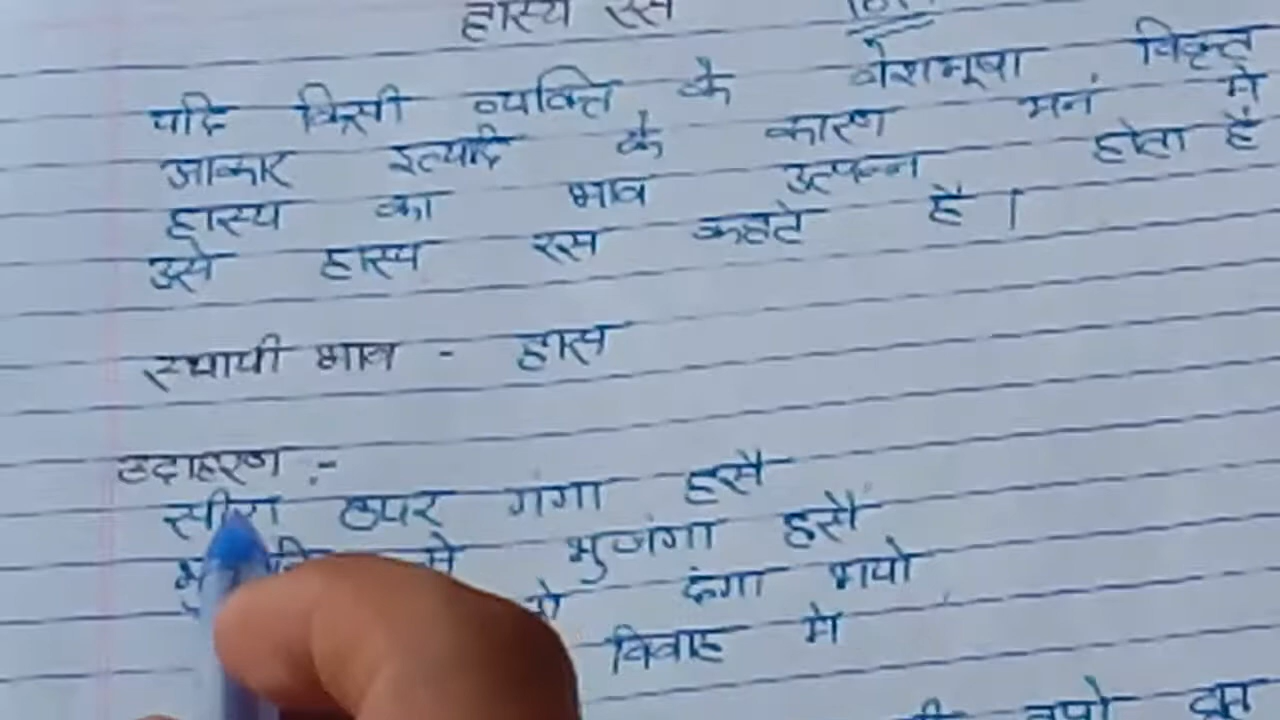 हास्य रस
यदि किसी व्यक्ति के वेशभूषा विकृत
आकार इत्यादि के कारण मन में
हास्य का भाव उत्पन्न होता है
उसे हास्य रस कहते है ।
स्थायी भाव - हास्य
उदाहरण :-
सीस ऊपर गंगा हसै
भुजंगा हसौ
दंगा भयो
विवाह मे